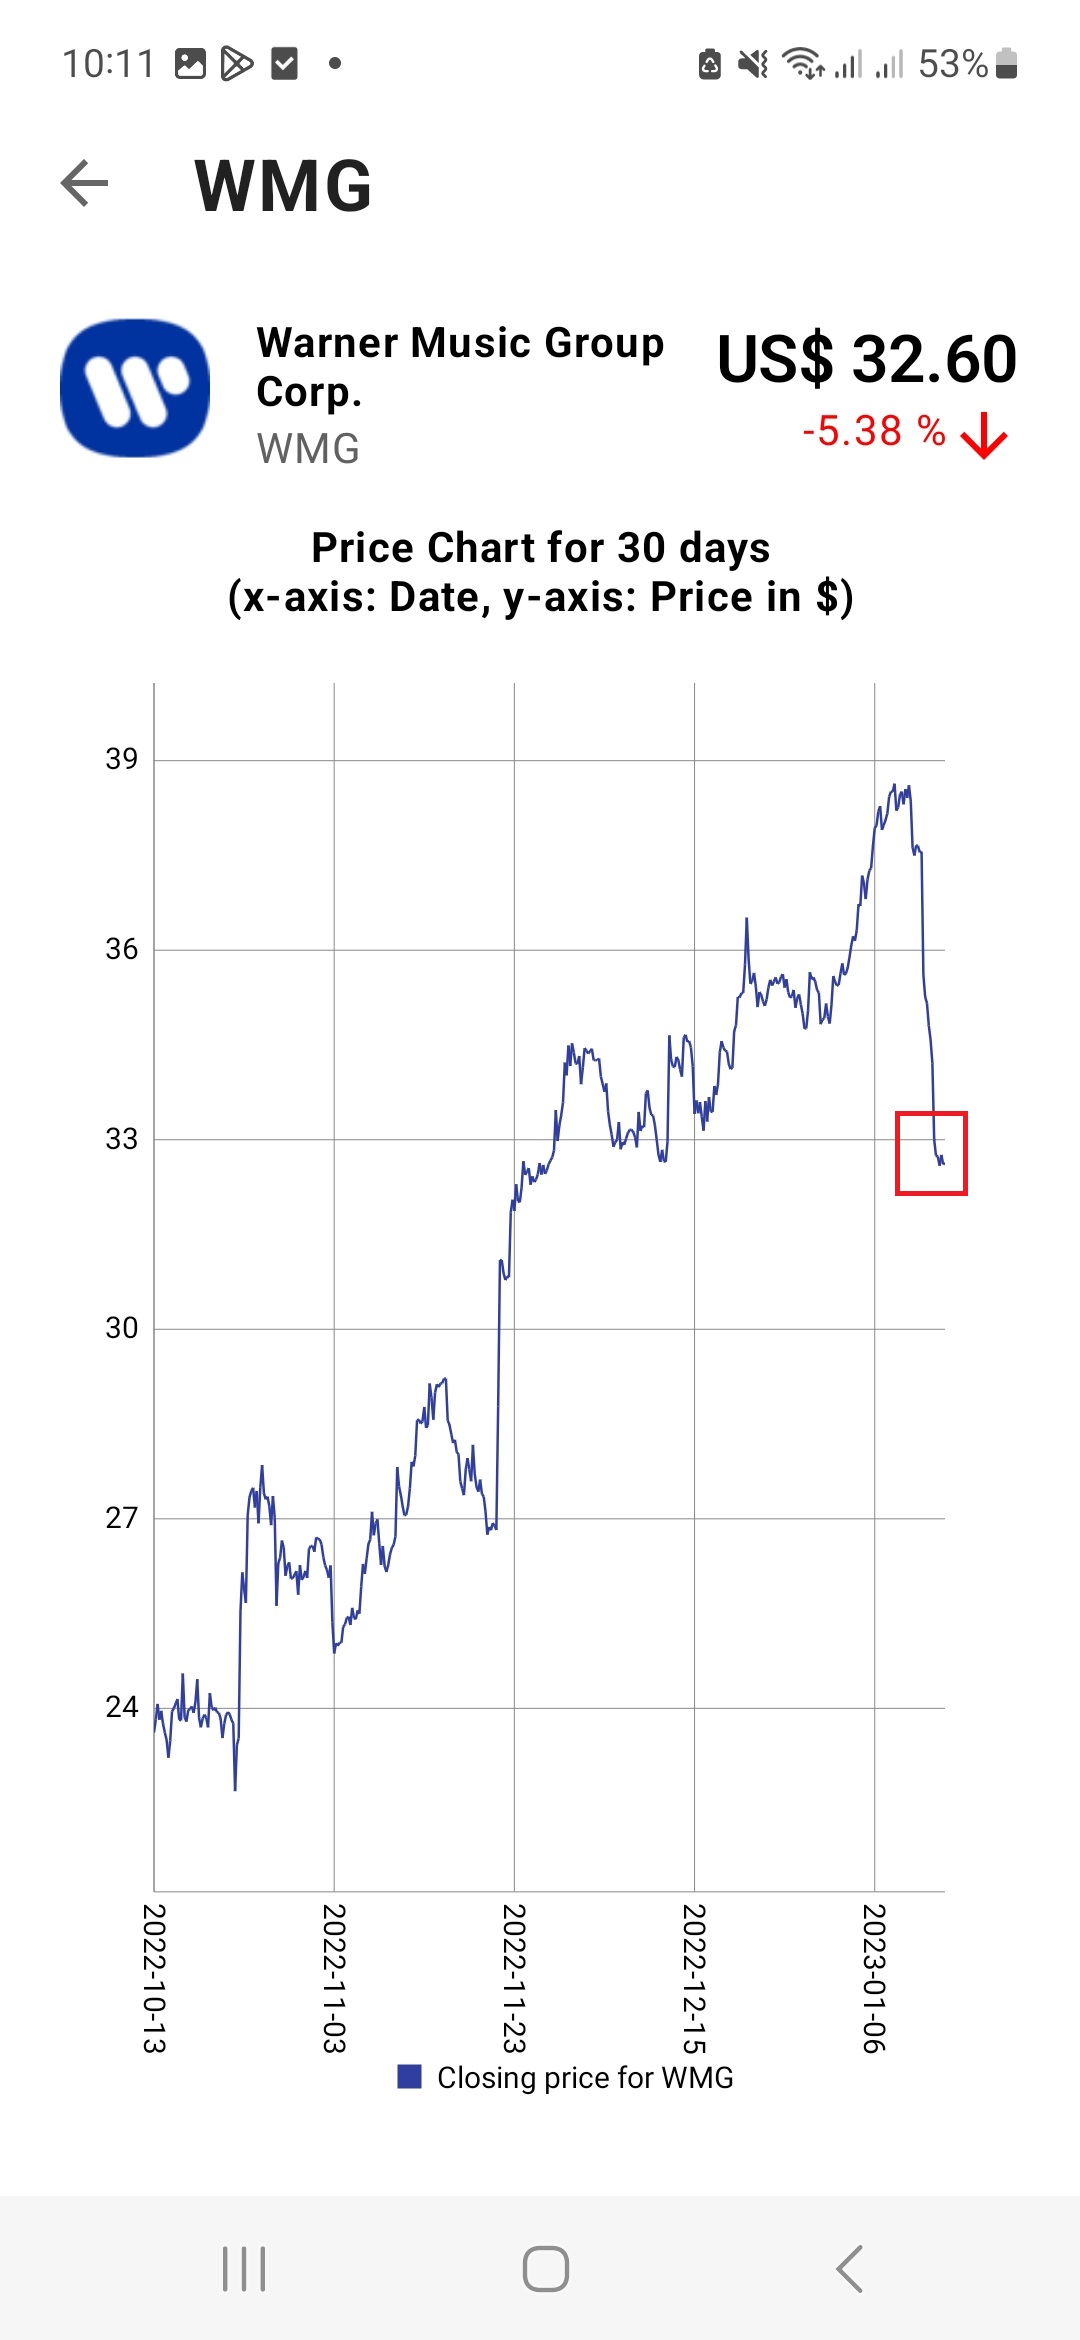 10:11 53%
WMG
Warner Music Group
Corp.
WMG
US$ 32.60
-5.38 %
Price Chart for 30 days
(x-axis: Date, y-axis: Price in $)
39
36
33
30
27
24
2022-10-13
2022-11-03
2022-11-23
2022-12-15
2023-01-06
Closing price for WMG